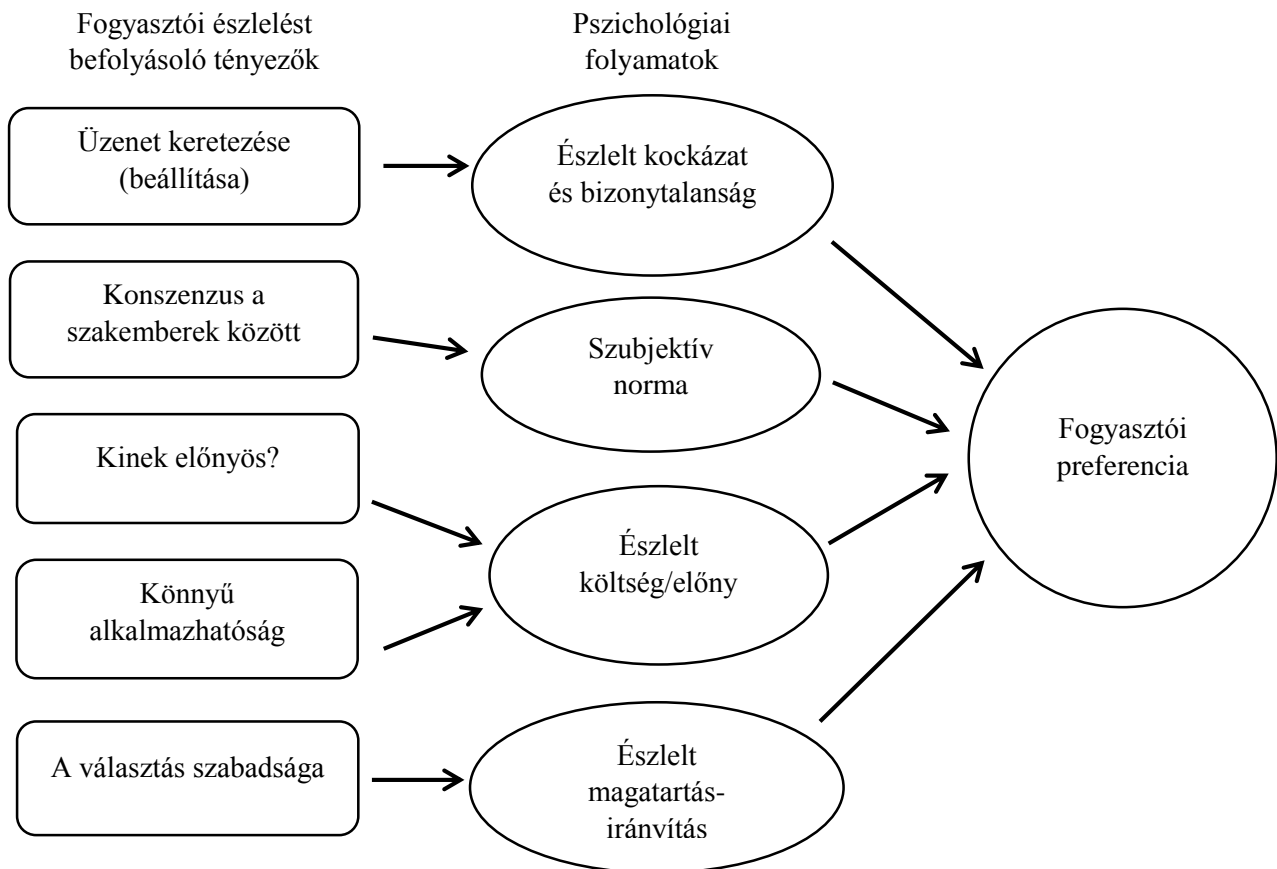 Fogyasztói észlelést
befolyásoló tényezők
Pszichológiai
folyamatok
Üzenet keretezése
(beállítása)
Észlelt kockázat
és bizonytalanság
Konszenzus a
szakemberek között
Szubjektív
norma
Kinek előnyös?
Fogyasztói
preferencia
Észlelt
költség/előny
Könnyű
alkalmazhatóság
A választás szabadsága
Észlelt
magatartás-
iránvítás